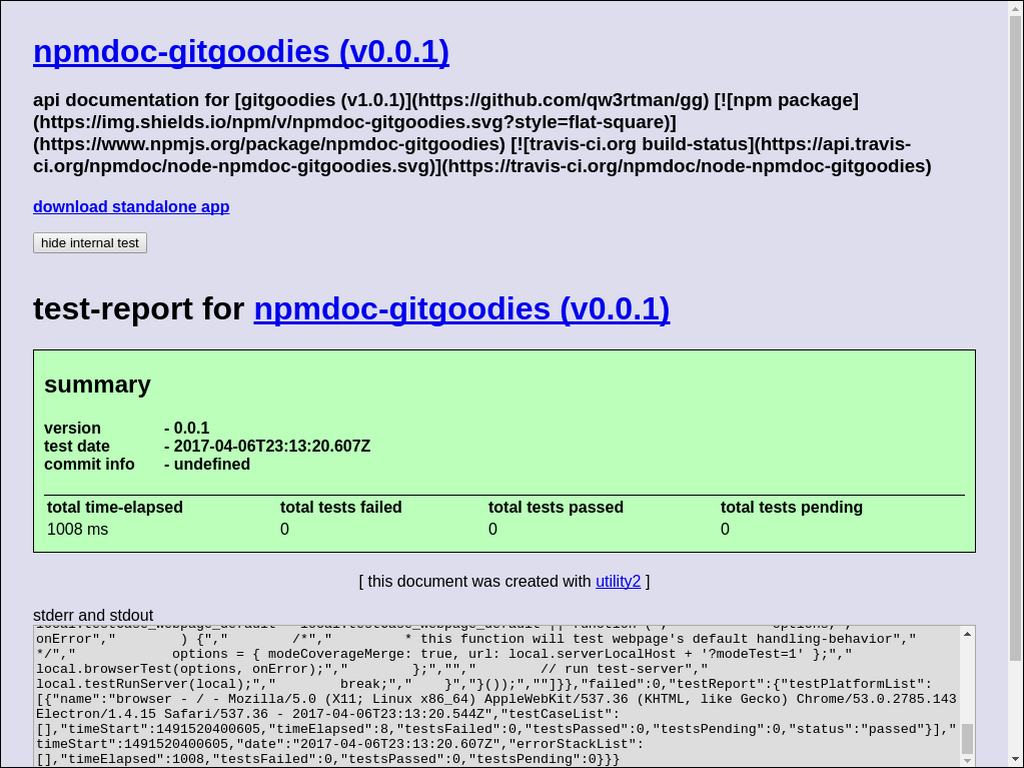 npmdoc-gitgoodies (v0.0.1)
api documentation for [gitgoodies (v1.0.1)](https://github.com/qw3rtman/gg) [![npm package]
(https://img.shields.io/npm/v/npmdoc-gitgoodies.svg?style=flat-square)]
(https://www.npmjs.org/package/npmdoc-gitgoodies) [![travis-ci.org build-status](https://api.travis-
ci.org/npmdoc/node-npmdoc-gitgoodies.svg)](https://travis-ci.org/npmdoc/node-npmdoc-gitgoodies)
download standalone app
hide internal test
test-report for npmdoc-gitgoodies (v0.0.1)
summary
version - 0.0.1
test date - 2017-04-06T23:13:20.607Z
commit info - undefined
total time-elapsed total tests failed total tests passed total tests pending
1008 ms 0 0 0
[ this document was created with utility2 ]
stderr and stdout
onError"," ) {"," /*"," * this function will test webpage's default handling-behavior","
*/"," options = { modeCoverageMerge: true, url: local.serverLocalHost + '?modeTest=1' };","
local.browserTest(options, onError);"," };",""," // run test-server","
local.testRunServer(local);"," break;"," }","}());",""]}},"failed":0,"testReport":{"testPlatformList":
[{"name":"browser - / - Mozilla/5.0 (X11; Linux x86_64) AppleWebKit/537.36 (KHTML, like Gecko) Chrome/53.0.2785.143
Electron/1.4.15 Safari/537.36 - 2017-04-06T23:13:20.544Z","testCaseList":
[],"timeStart":1491520400605,"timeElapsed":8,"testsFailed":0,"testsPassed":0,"testsPending":0,"status":"passed"}],"
timeStart":1491520400605,"date":"2017-04-06T23:13:20.607Z","errorStackList":
[],"timeElapsed":1008,"testsFailed":0,"testsPassed":0,"testsPending":0}}}